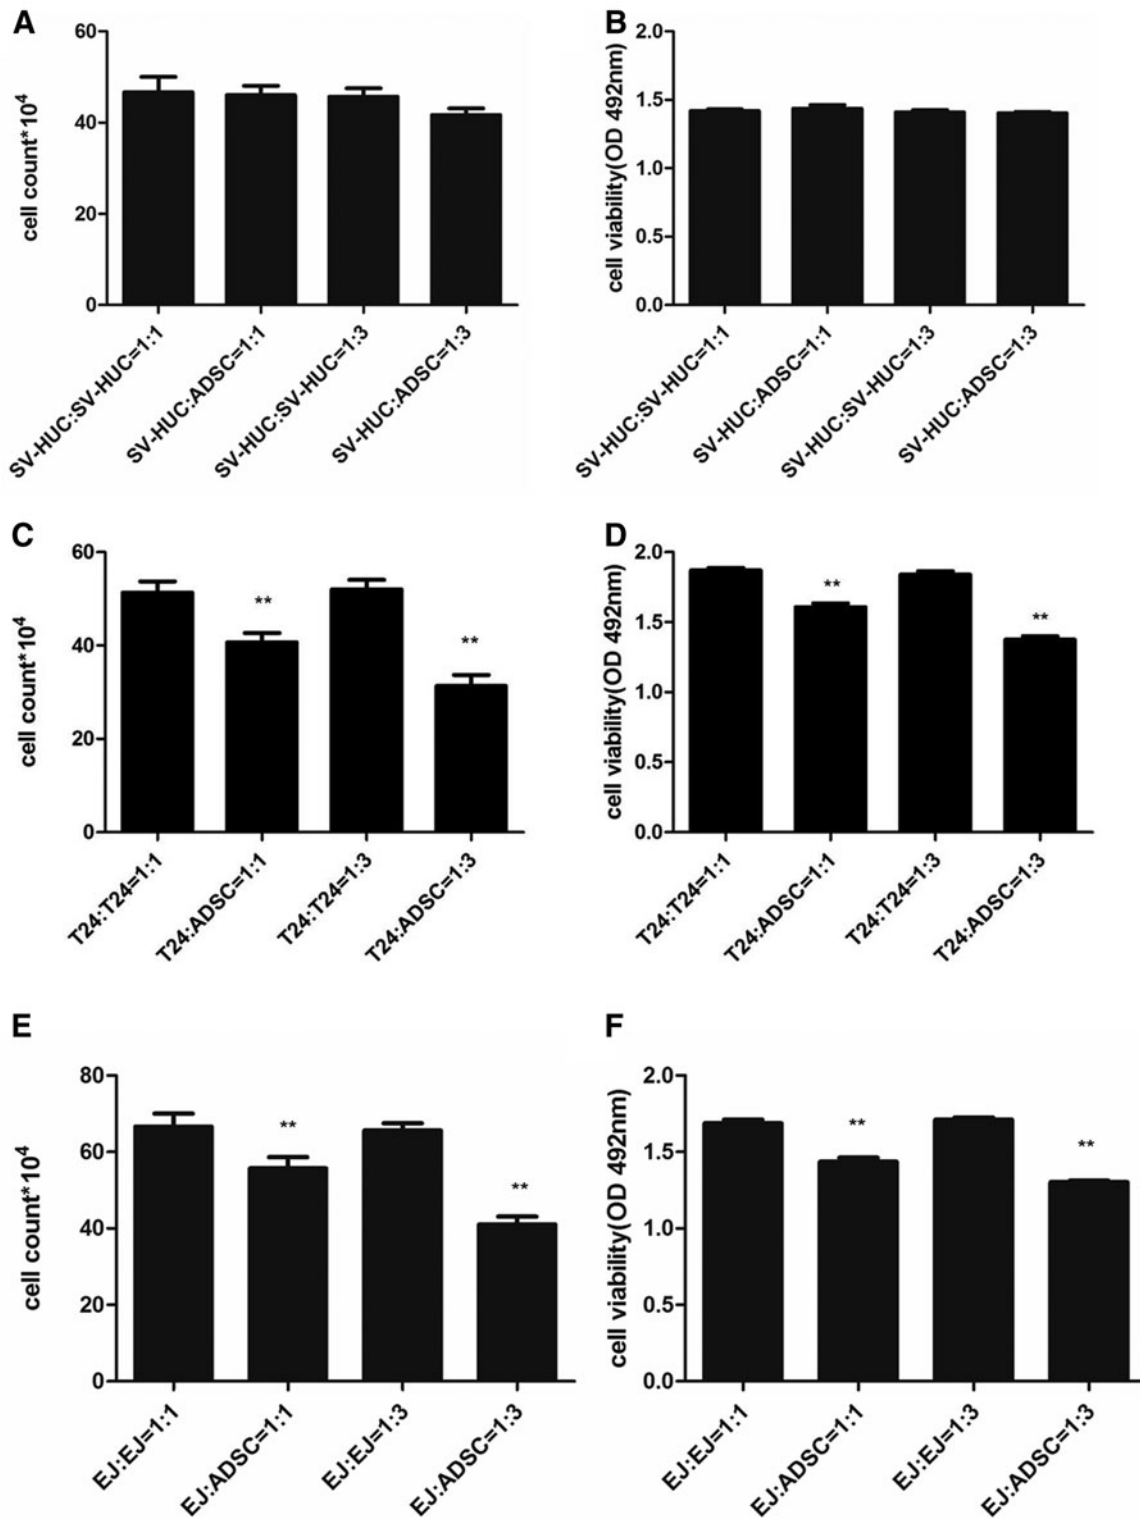 A
cell count*10⁴
60
40
20
0
SV-HUC:SV-HUC=1:1
SV-HUC:ADSC=1:1
SV-HUC:SV-HUC=1:3
SV-HUC:ADSC=1:3
B
cell viability(OD 492nm)
2.0
1.5
1.0
0.5
0.0
SV-HUC:SV-HUC=1:1
SV-HUC:ADSC=1:1
SV-HUC:SV-HUC=1:3
SV-HUC:ADSC=1:3
C
cell count*10⁴
60
40
20
0
**
**
T24:T24=1:1
T24:ADSC=1:1
T24:T24=1:3
T24:ADSC=1:3
D
cell viability(OD 492nm)
2.0
1.5
1.0
0.5
0.0
**
**
T24:T24=1:1
T24:ADSC=1:1
T24:T24=1:3
T24:ADSC=1:3
E
cell count*10⁴
80
60
40
20
0
**
**
EJ:EJ=1:1
EJ:ADSC=1:1
EJ:EJ=1:3
EJ:ADSC=1:3
F
cell viability(OD 492nm)
2.0
1.5
1.0
0.5
0.0
**
**
EJ:EJ=1:1
EJ:ADSC=1:1
EJ:EJ=1:3
EJ:ADSC=1:3